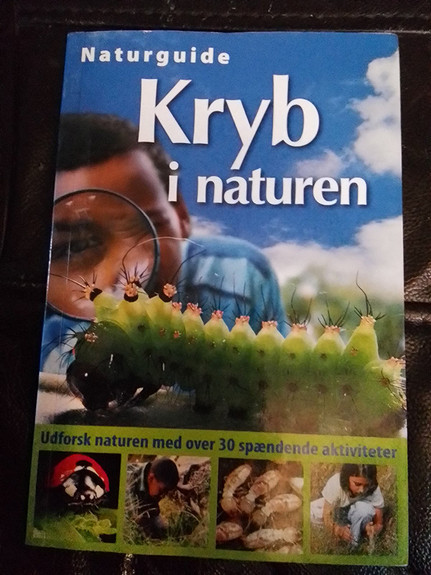 Naturguide
Kryb
i naturen
Udforsk naturen med over 30 spændende aktiviteter